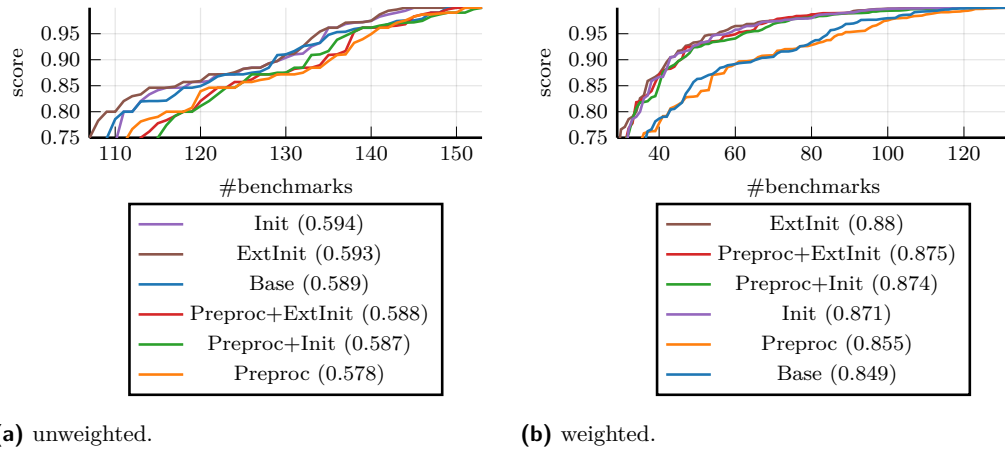 score
0.95
0.90
0.85
0.80
0.75
110 120 130 140 150
#benchmarks
Init (0.594)
ExtInit (0.593)
Base (0.589)
Preproc+ExtInit (0.588)
Preproc+Init (0.587)
Preproc (0.578)
(a) unweighted.
score
0.95
0.90
0.85
0.80
0.75
40 60 80 100 120
#benchmarks
ExtInit (0.88)
Preproc+ExtInit (0.875)
Preproc+Init (0.874)
Init (0.871)
Preproc (0.855)
Base (0.849)
(b) weighted.